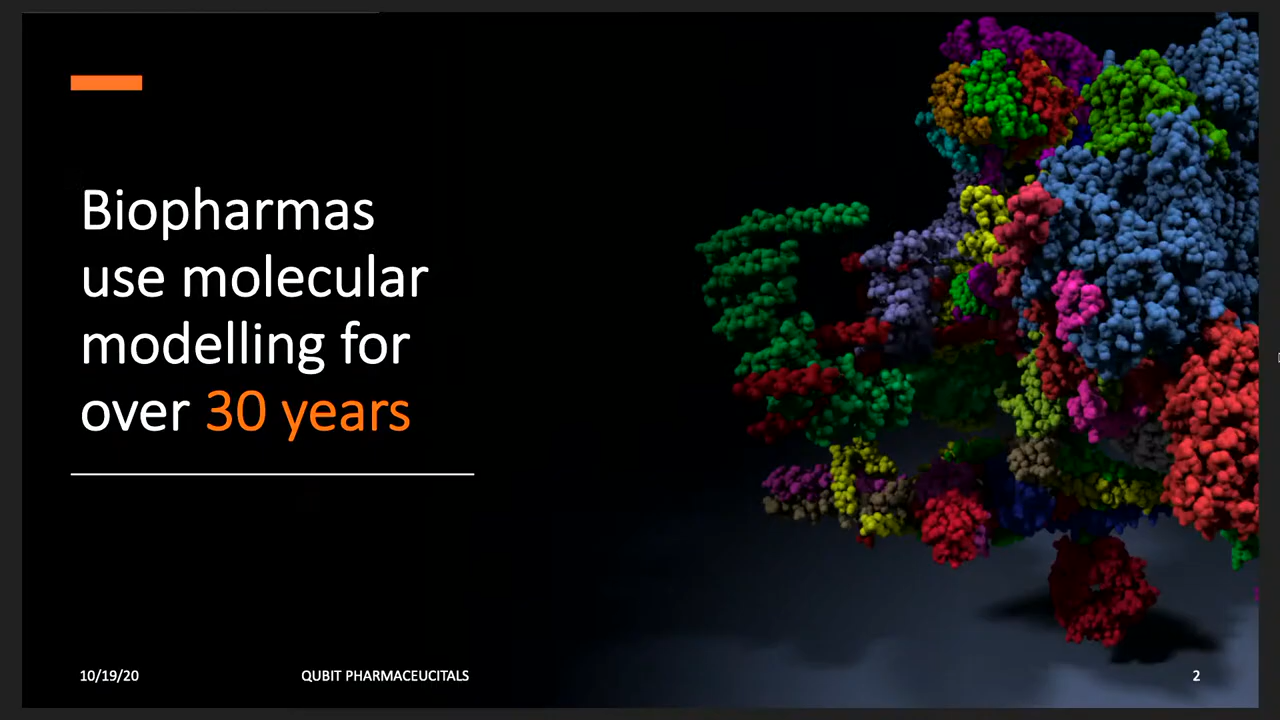 Biopharmas
use molecular
modelling for
over 30 years
10/19/20
QUBIT PHARMACEUCITALS
2